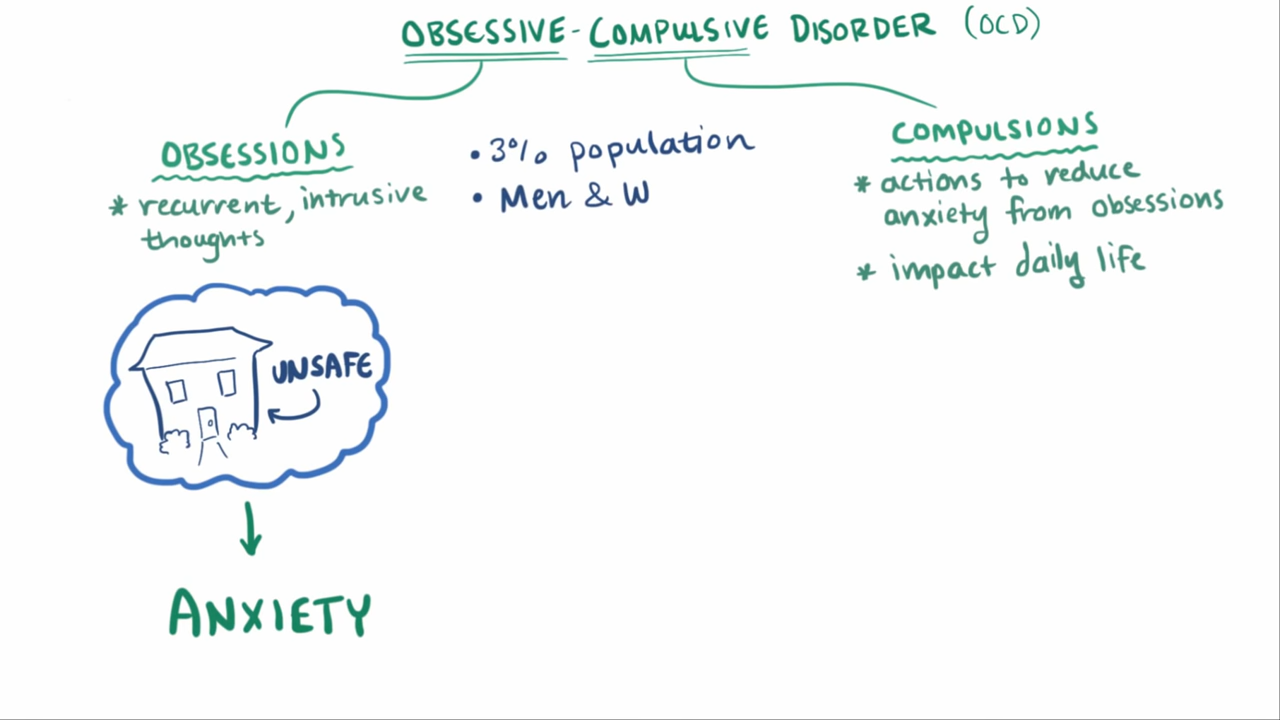 OBSESSIVE-COMPULSIVE DISORDER (OCD)
OBSESSIONS
* recurrent, intrusive
thoughts
• 3% population
• Men & W
COMPULSIONS
* actions to reduce
anxiety from obsessions
* impact daily life
UNSAFE
ANXIETY